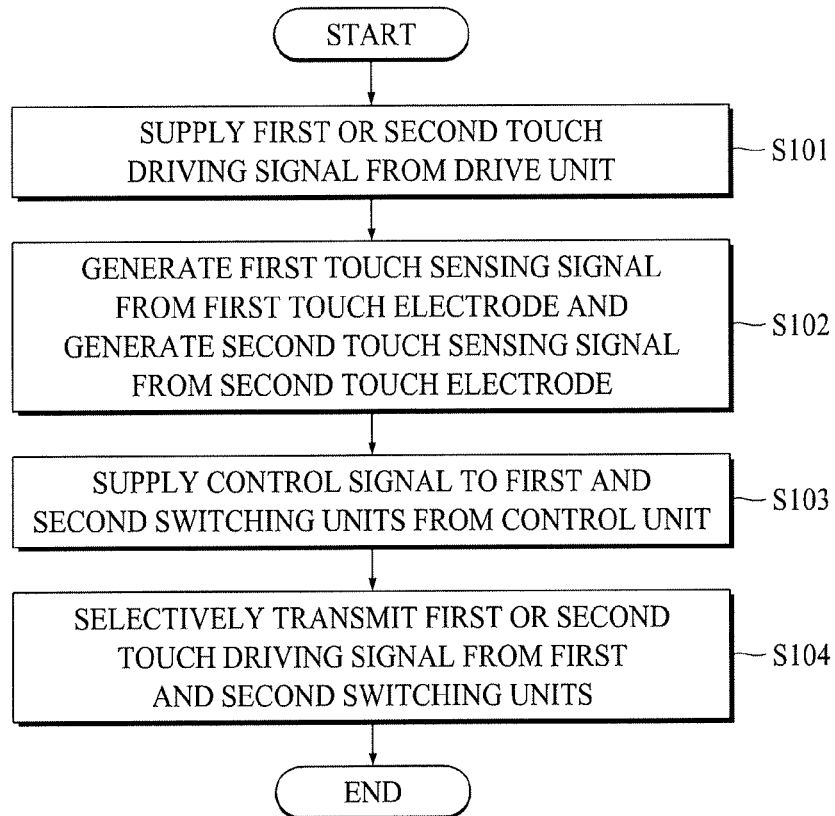 START
SUPPLY FIRST OR SECOND TOUCH
DRIVING SIGNAL FROM DRIVE UNIT
S101
GENERATE FIRST TOUCH SENSING SIGNAL
FROM FIRST TOUCH ELECTRODE AND
GENERATE SECOND TOUCH SENSING SIGNAL
FROM SECOND TOUCH ELECTRODE
S102
SUPPLY CONTROL SIGNAL TO FIRST AND
SECOND SWITCHING UNITS FROM CONTROL UNIT
S103
SELECTIVELY TRANSMIT FIRST OR SECOND
TOUCH DRIVING SIGNAL FROM FIRST
AND SECOND SWITCHING UNITS
S104
END